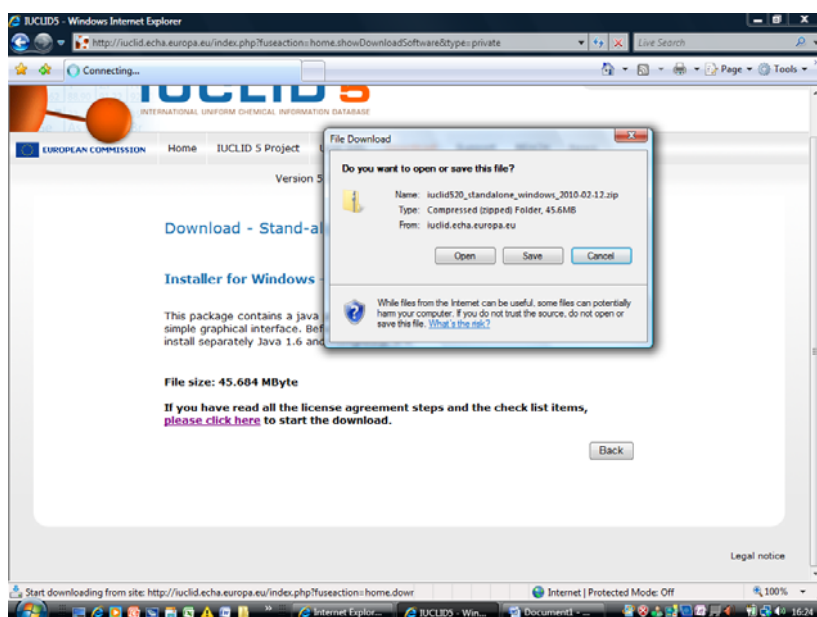 IUCLID5 - Windows Internet Explorer
http://iuclid.echa.europa.eu/index.php?fuseaction=home.showDownloadSoftware&type=private
Live Search
Connecting...
Page
Tools
IUCLID 5
INTERNATIONAL UNIFORM CHEMICAL INFORMATION DATABASE
EUROPEAN COMMISSION
Home
IUCLID 5 Project
Version 5
File Download
Do you want to open or save this file?
Name: iuclid520_standalone_windows_2010-02-12.zip
Type: Compressed (zipped) Folder, 45.6MB
From: iuclid.echa.europa.eu
Open
Save
Cancel
While files from the Internet can be useful, some files can potentially
harm your computer. If you do not trust the source, do not open or
save this file. What's the risk?
Download - Stand-al
Installer for Windows -
This package contains a java
simple graphical interface. Bef
install separately Java 1.6 and
File size: 45.684 MByte
If you have read all the license agreement steps and the check list items,
please click here to start the download.
Back
Legal notice
Start downloading from site: http://iuclid.echa.europa.eu/index.php?fuseaction=home.dowr
Internet | Protected Mode: Off
100%
Internet Explor...
IUCLID5 - Win...
Document1 - ...
16:24